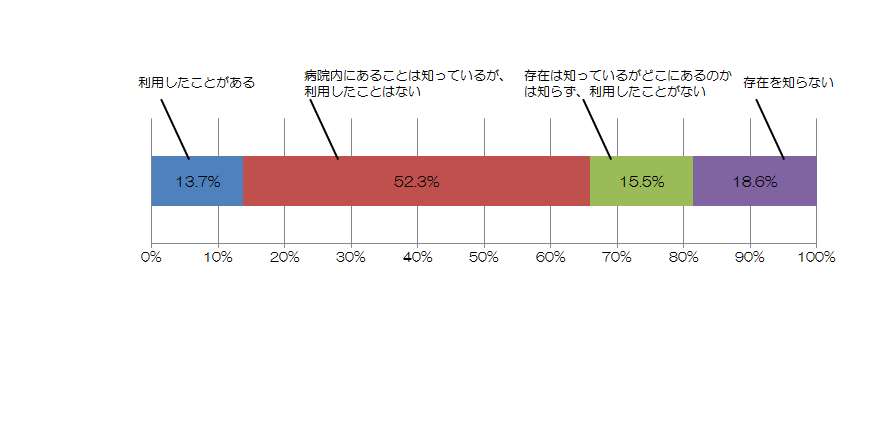 利用したことがある
病院内にあることは知っているが、
利用したことはない
存在は知っているがどこにあるのか
は知らず、利用したことがない
存在を知らない
13.7%
52.3%
15.5%
18.6%
0%
10%
20%
30%
40%
50%
60%
70%
80%
90%
100%